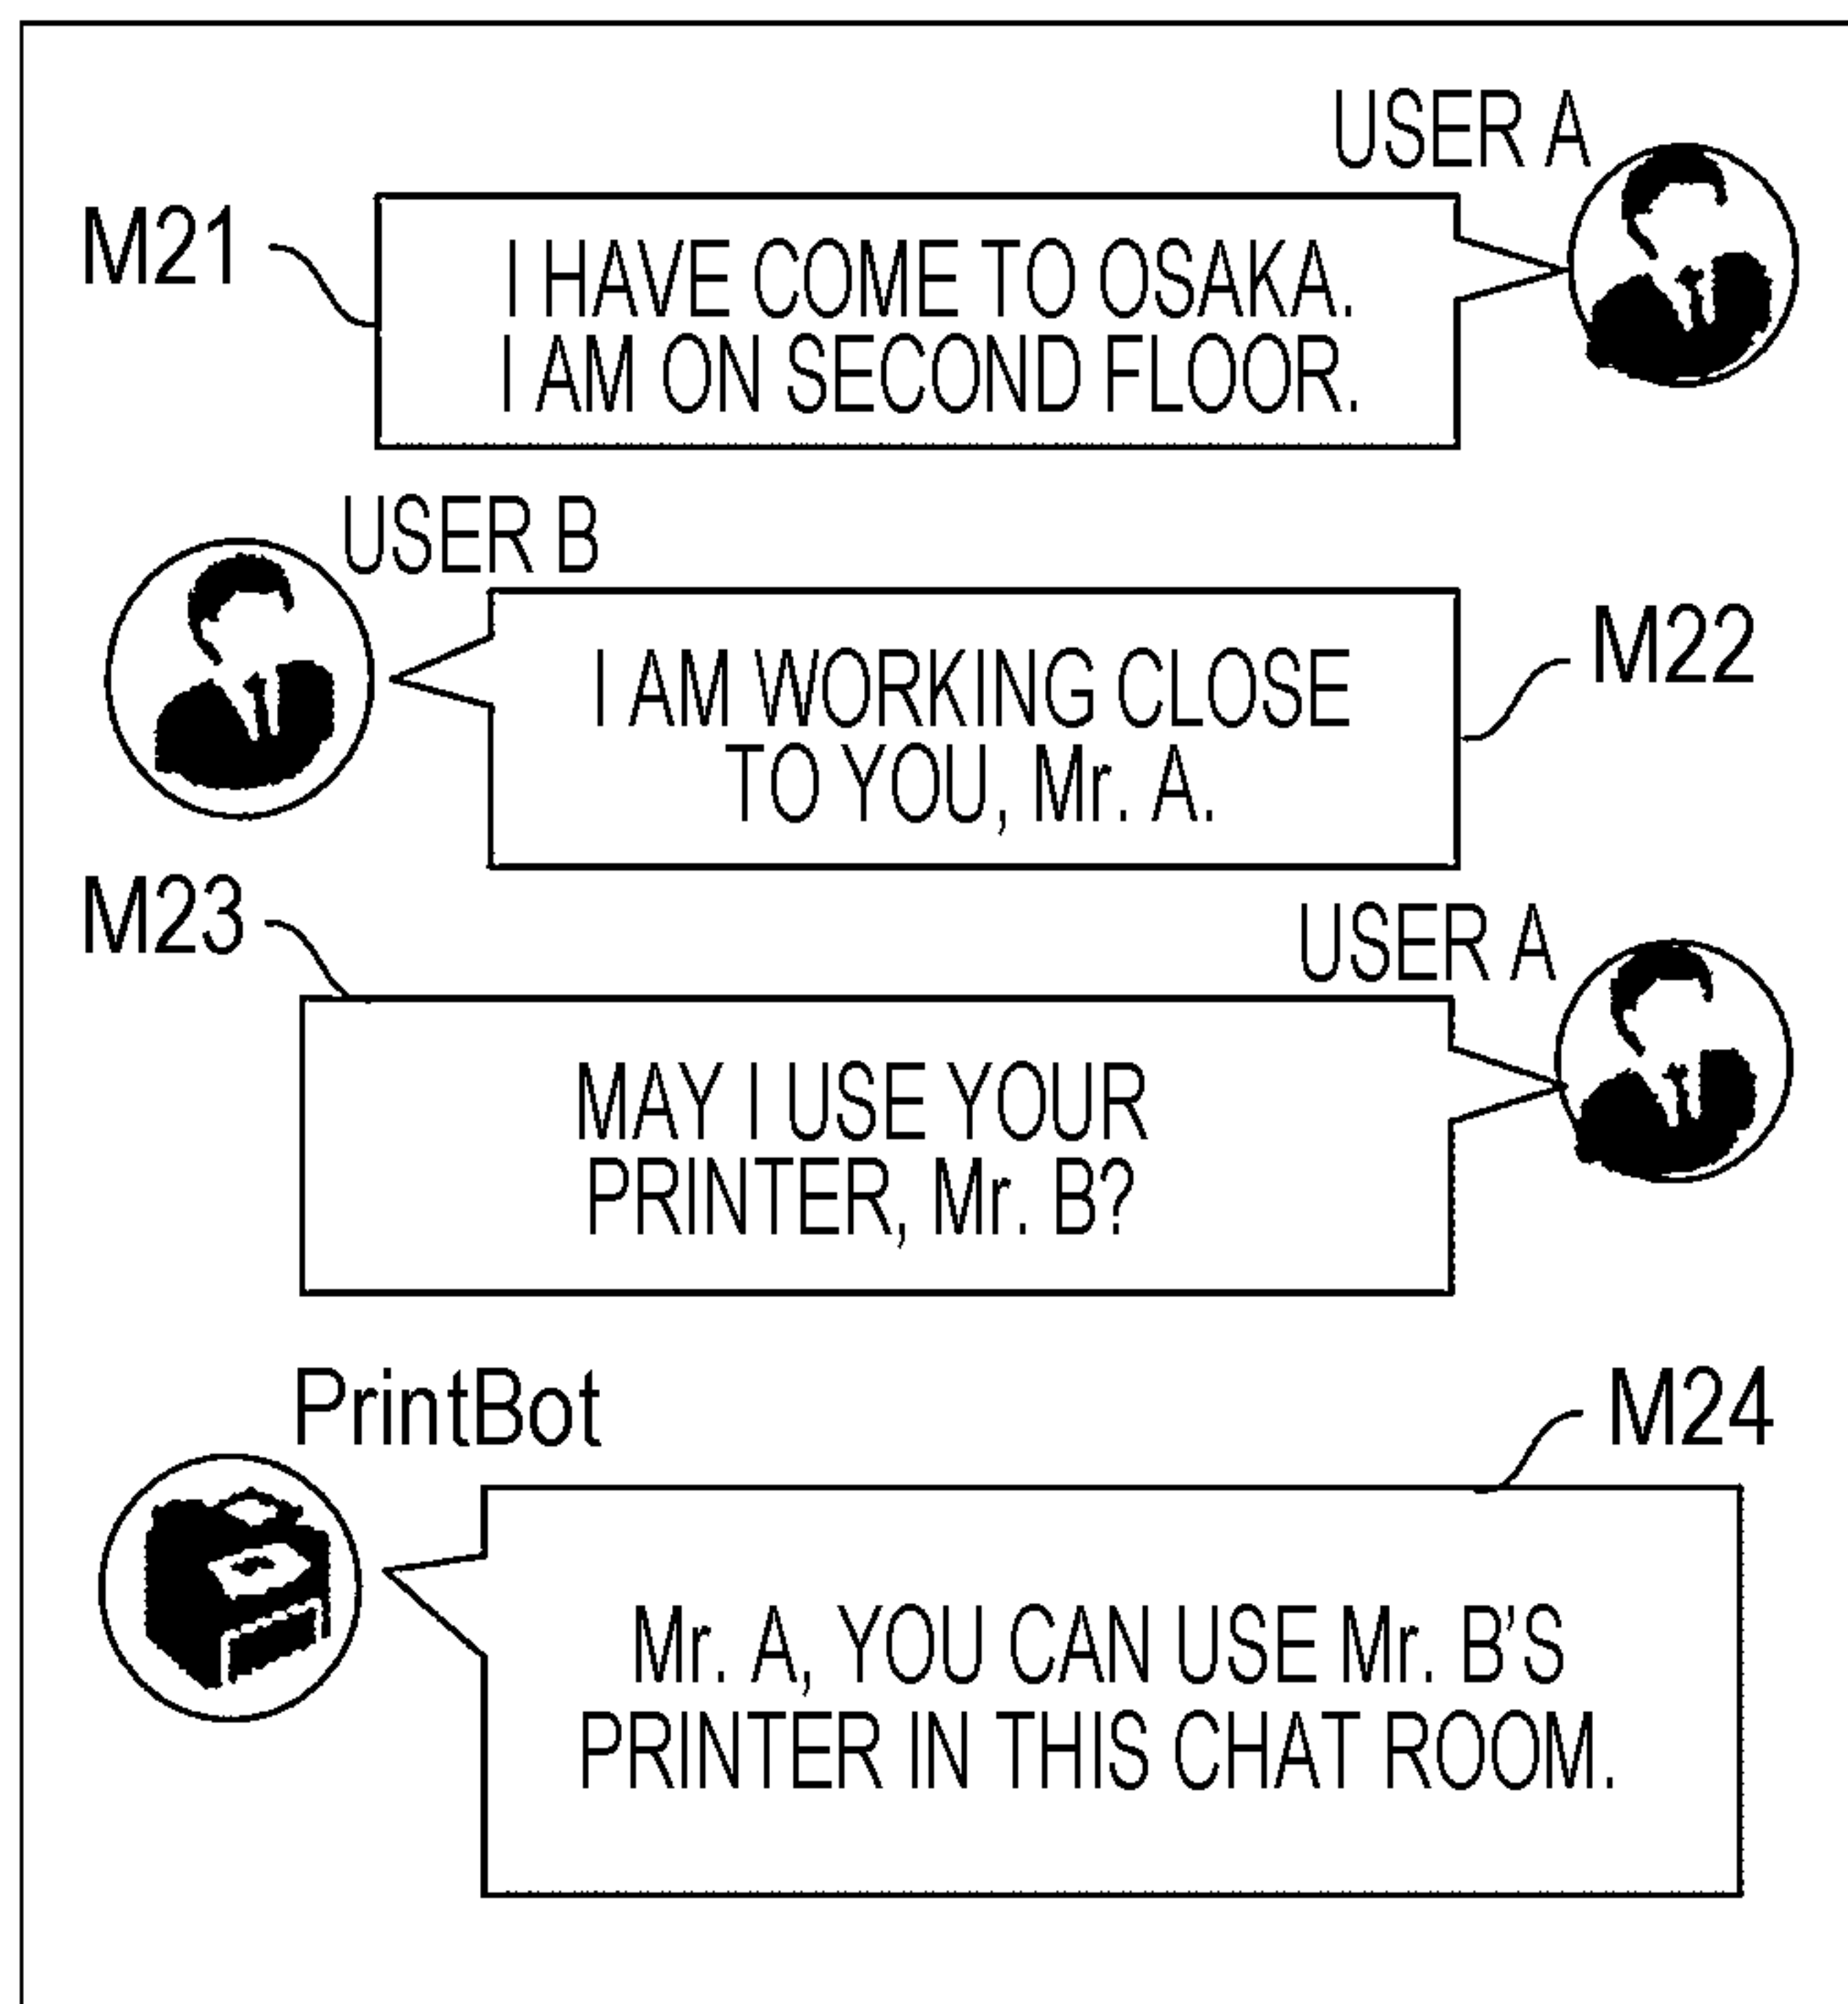 USER A
M21
I HAVE COME TO OSAKA.
I AM ON SECOND FLOOR.
USER B
M22
I AM WORKING CLOSE
TO YOU, Mr. A.
M23
USER A
MAY I USE YOUR
PRINTER, Mr. B?
PrintBot
M24
Mr. A, YOU CAN USE Mr. B'S
PRINTER IN THIS CHAT ROOM.